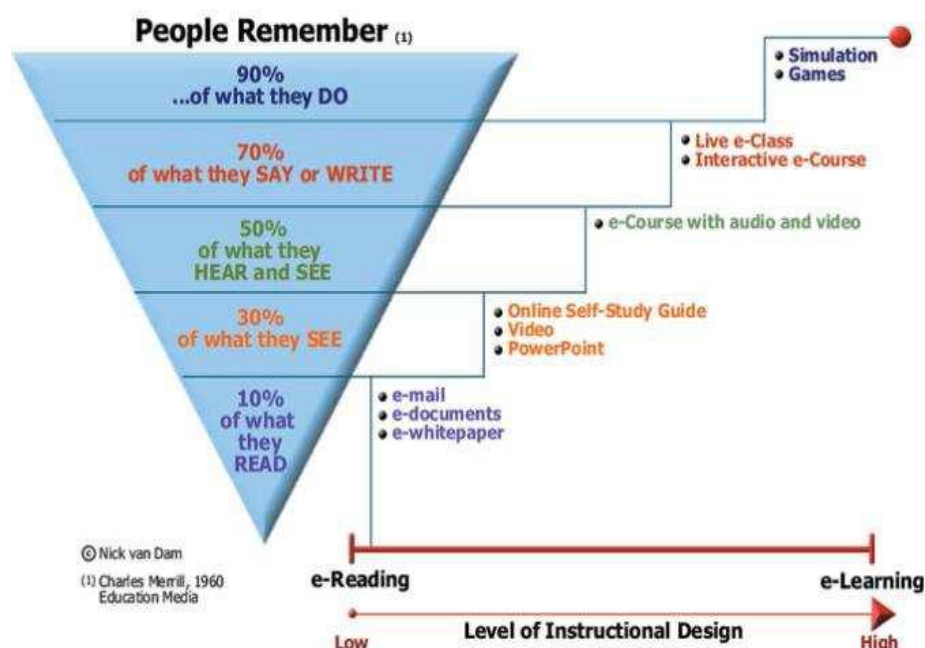 People Remember (1)
90%
...of what they DO
70%
of what they SAY or WRITE
50%
of what they
HEAR and SEE
30%
of what they SEE
10%
of what
they
READ
Simulation
Games
Live e-Class
Interactive e-Course
e-Course with audio and video
Online Self-Study Guide
Video
PowerPoint
e-mail
e-documents
e-whitepaper
© Nick van Dam
(1) Charles Merrill, 1960
Education Media
e-Reading
e-Learning
Low
Level of Instructional Design
High